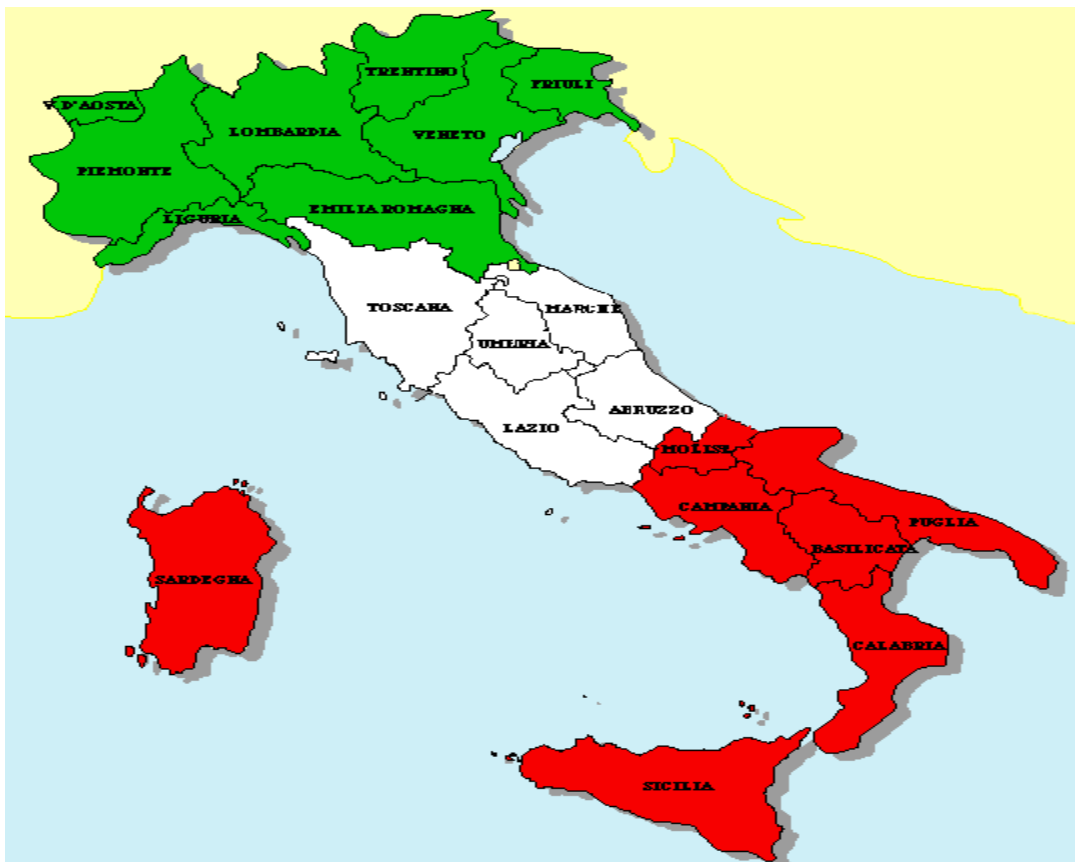 TRENTINO
FRIULI
V. D'AOSTA
LOMBARDIA
VENETO
PIEMONTE
EMILIA ROMAGNA
LIGURIA
TOSCANA
MARCHE
UMBRIA
ABRUZZO
LAZIO
MOLISE
CAMPANIA
PUGLIA
BASILICATA
SARDEGNA
CALABRIA
SICILIA